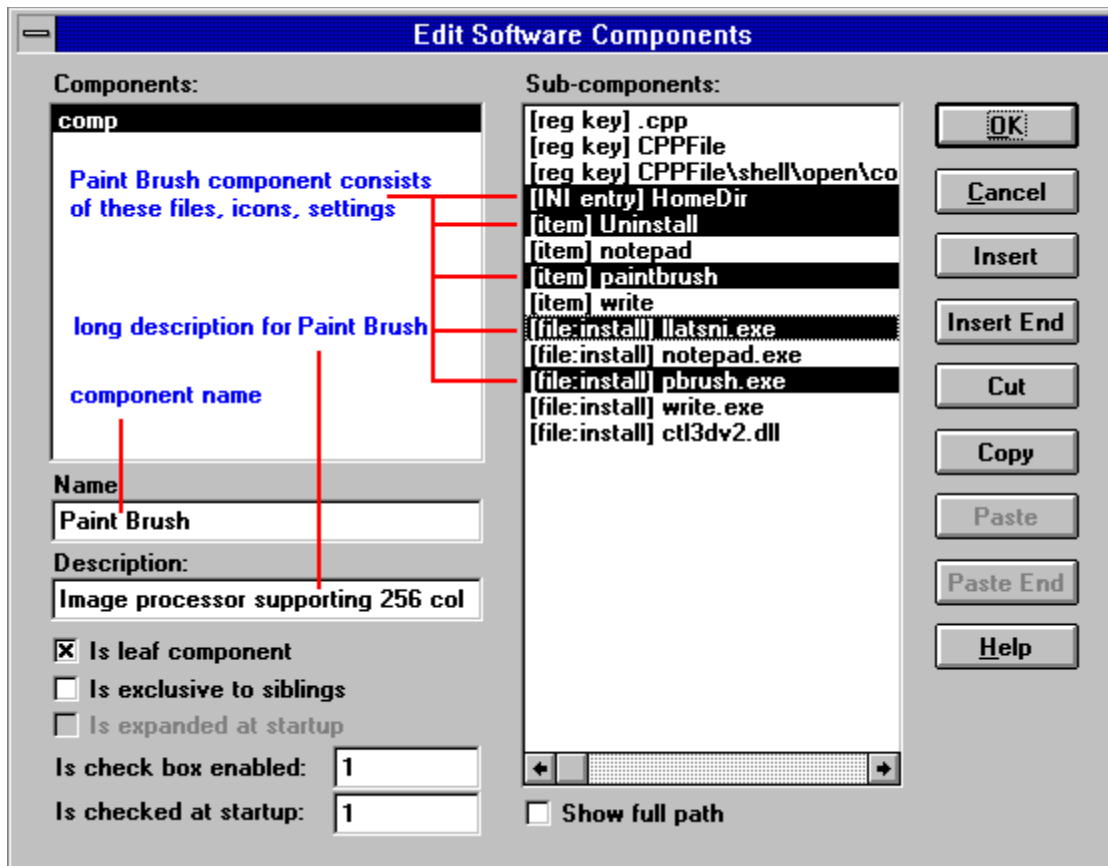 Edit Software Components
Components:
comp
Paint Brush component consists
of these files, icons, settings
long description for Paint Brush
component name
Name
Paint Brush
Description:
Image processor supporting 256 col
Is leaf component
Is exclusive to siblings
Is expanded at startup
Is check box enabled:
1
Is checked at startup:
1
Sub-components:
[reg key] .cpp
[reg key] CPPFile
[reg key] CPPFile\shell\open\co
[INI entry] HomeDir
[item] Uninstall
[item] notepad
[item] paintbrush
[item] write
[file:install] llatsni.exe
[file:install] notepad.exe
[file:install] pbrush.exe
[file:install] write.exe
[file:install] ctl3dv2.dll
Show full path
OK
Cancel
Insert
Insert End
Cut
Copy
Paste
Paste End
Help